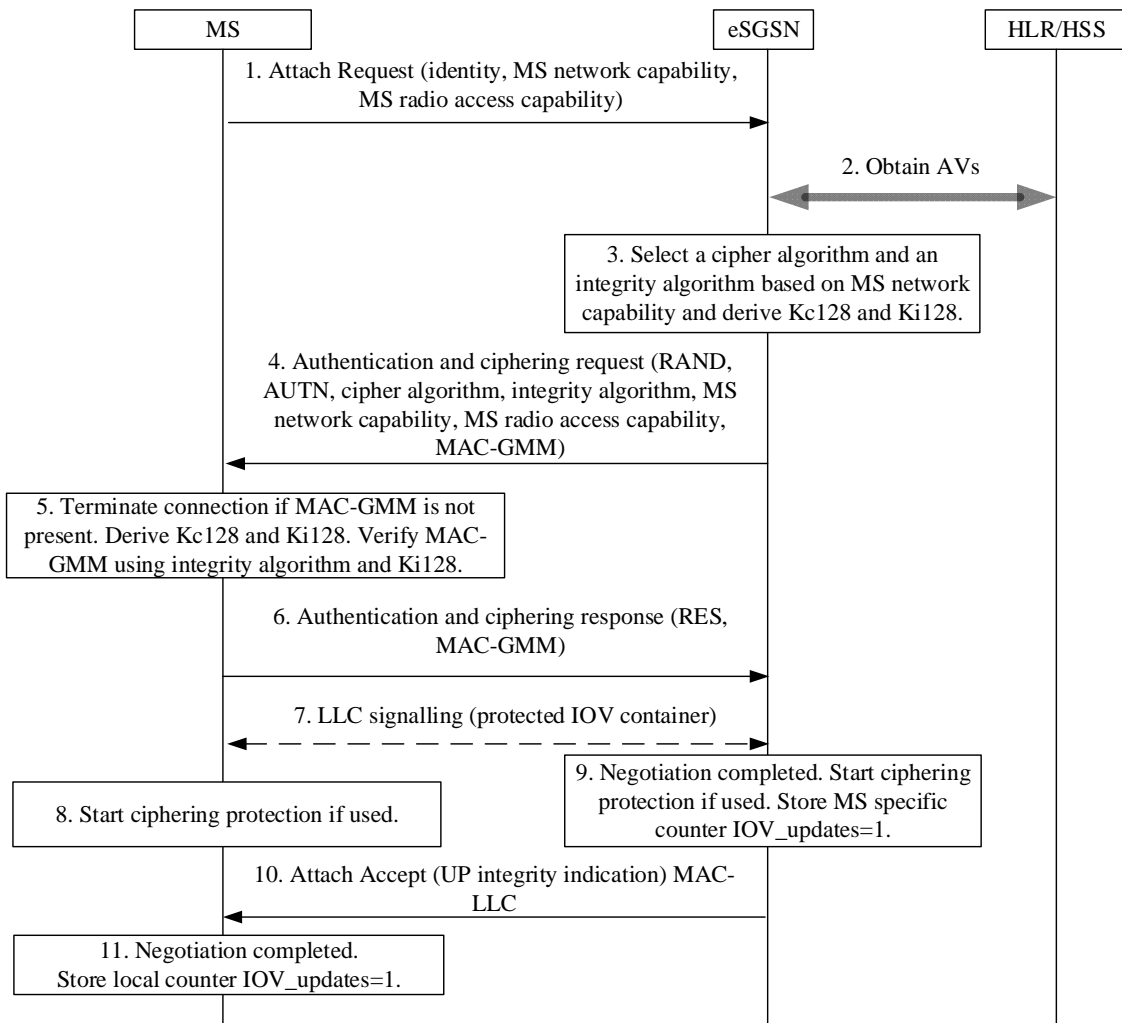 MS
eSGSN
HLR/HSS
1. Attach Request (identity, MS network capability,
MS radio access capability)
2. Obtain AVs
3. Select a cipher algorithm and an
integrity algorithm based on MS network
capability and derive Kc128 and Ki128.
4. Authentication and ciphering request (RAND,
AUTN, cipher algorithm, integrity algorithm, MS
network capability, MS radio access capability,
MAC-GMM)
5. Terminate connection if MAC-GMM is not
present. Derive Kc128 and Ki128. Verify MAC-
GMM using integrity algorithm and Ki128.
6. Authentication and ciphering response (RES,
MAC-GMM)
7. LLC signalling (protected IOV container)
8. Start ciphering protection if used.
9. Negotiation completed. Start ciphering
protection if used. Store MS specific
counter IOV_updates=1.
10. Attach Accept (UP integrity indication) MAC-
LLC
11. Negotiation completed.
Store local counter IOV_updates=1.